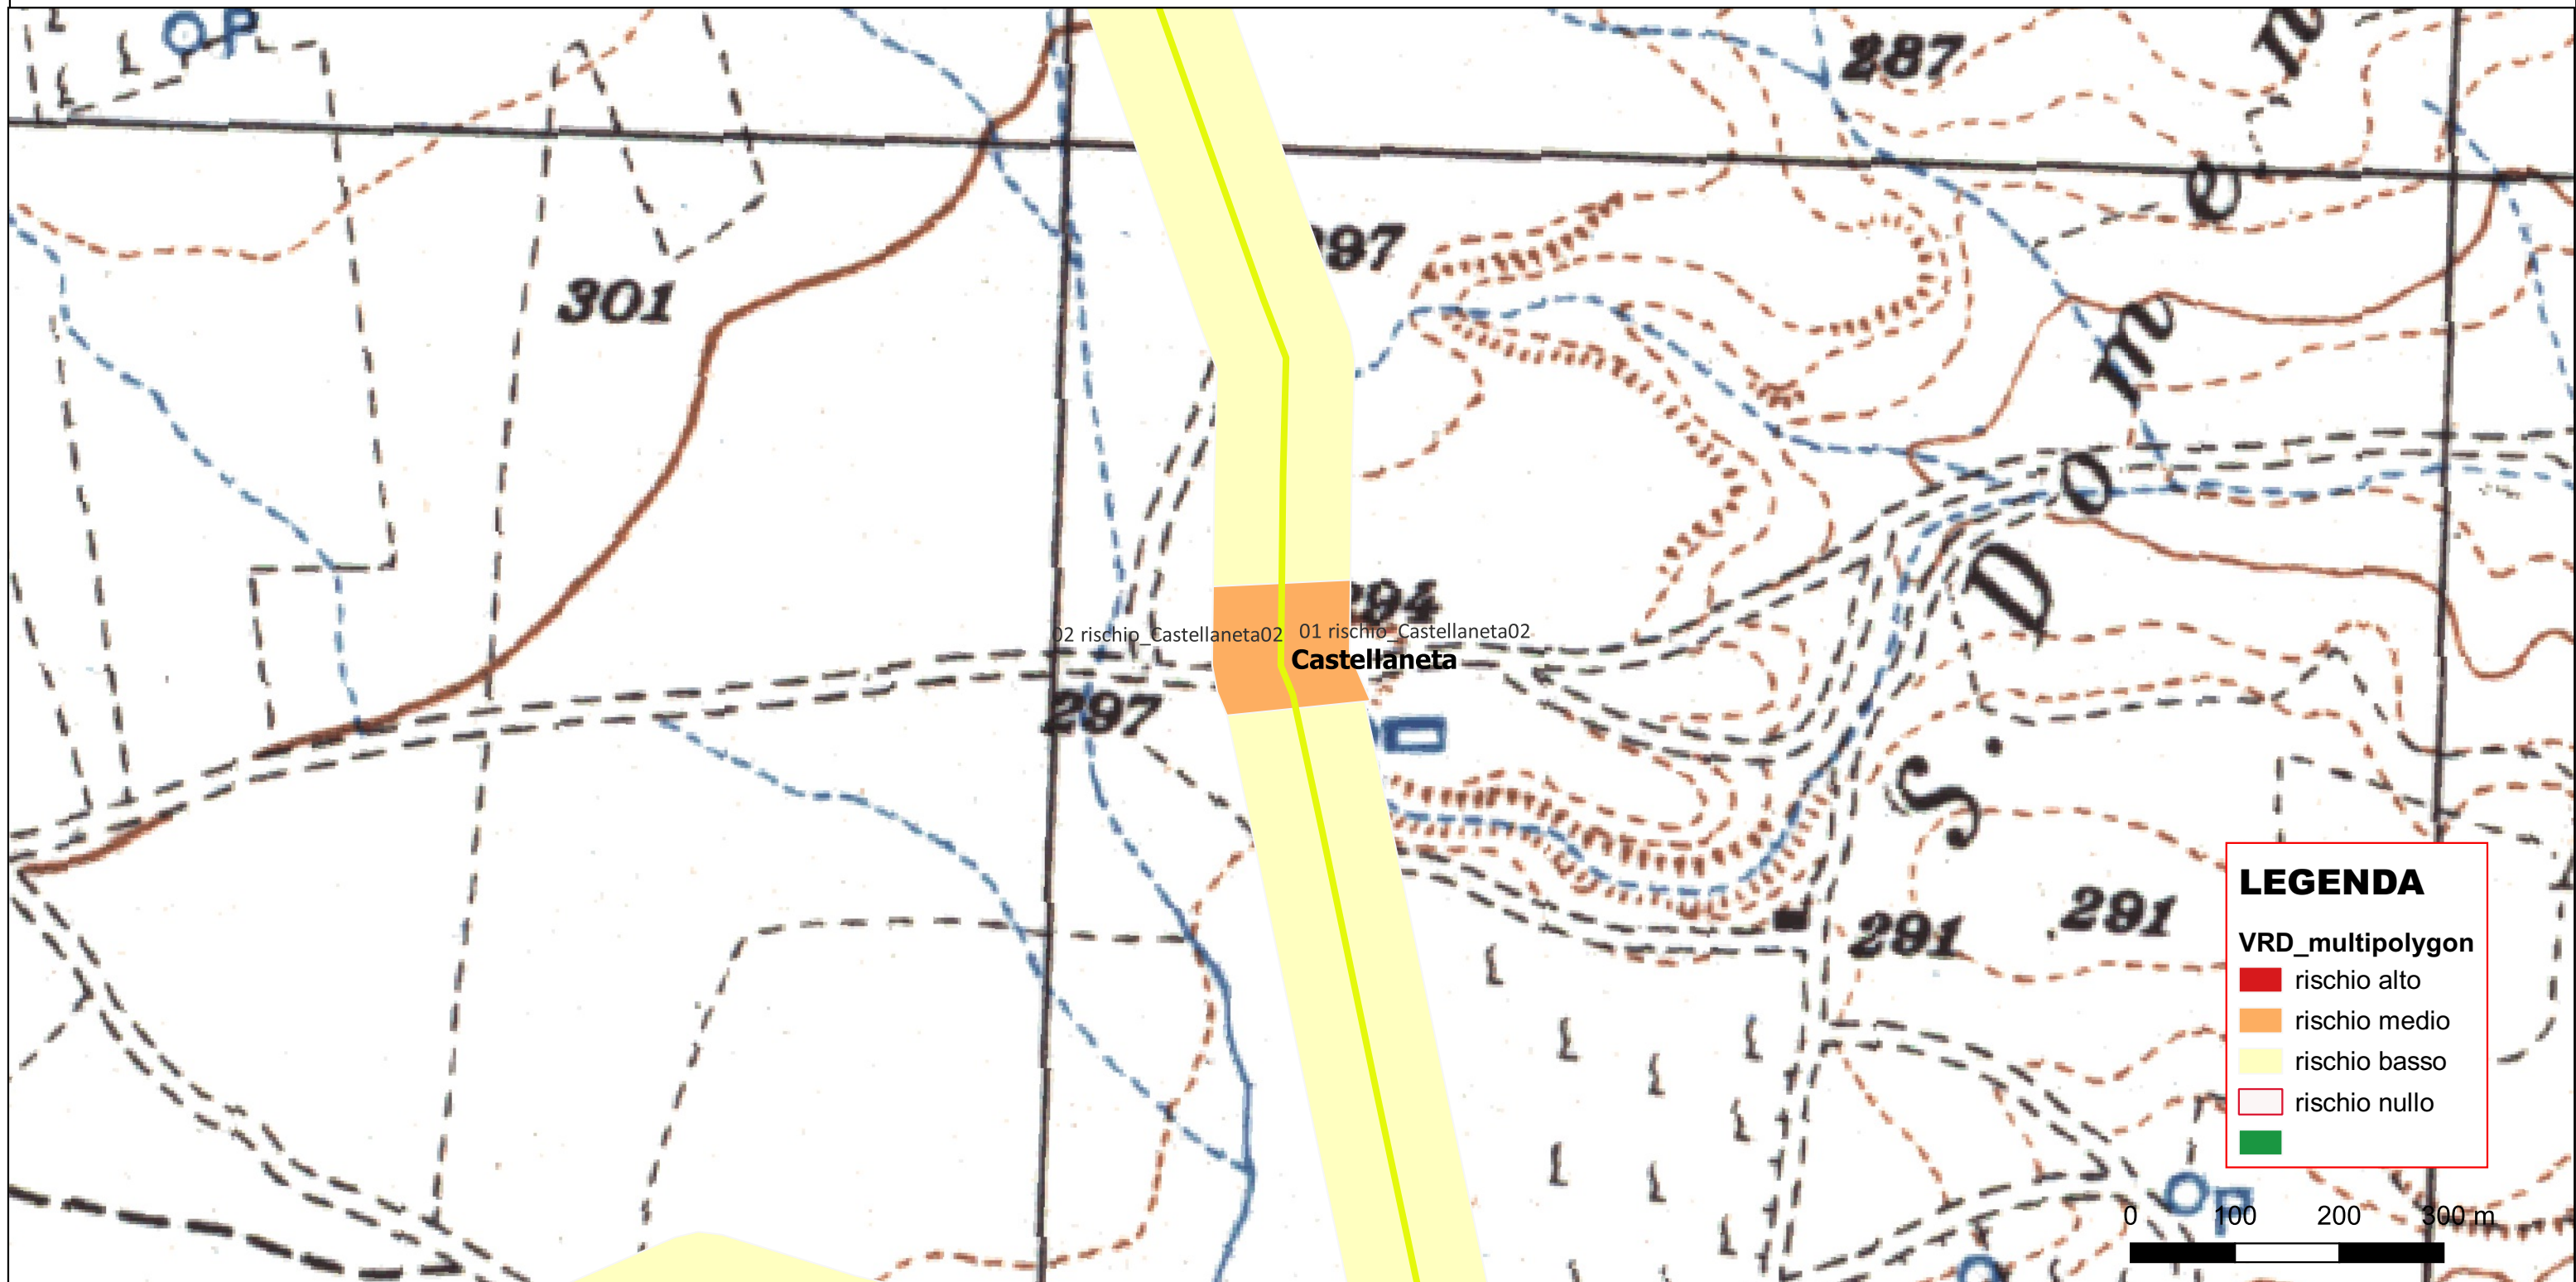 P
287
n
e
297
301
m
o
294
02 rischio_Castellaneta02
01 rischio_Castellaneta02
Castellaneta
D
297
S.
291
291
LEGENDA
VRD_multipolygon
rischio alto
rischio medio
rischio basso
rischio nullo
P
0 100 200 300 m